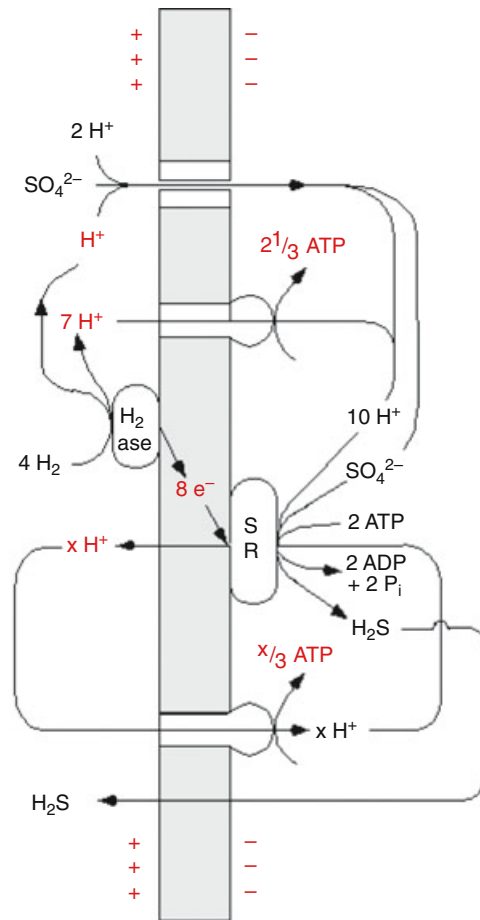 + −
+ −
+ −
2 H⁺
SO₄²⁻
H⁺
2¹/₃ ATP
7 H⁺
H₂
ase
10 H⁺
4 H₂
SO₄²⁻
8 e⁻
2 ATP
S
R
x H⁺
2 ADP
+ 2 Pᵢ
H₂S
ˣ/₃ ATP
x H⁺
H₂S
+ −
+ −
+ −